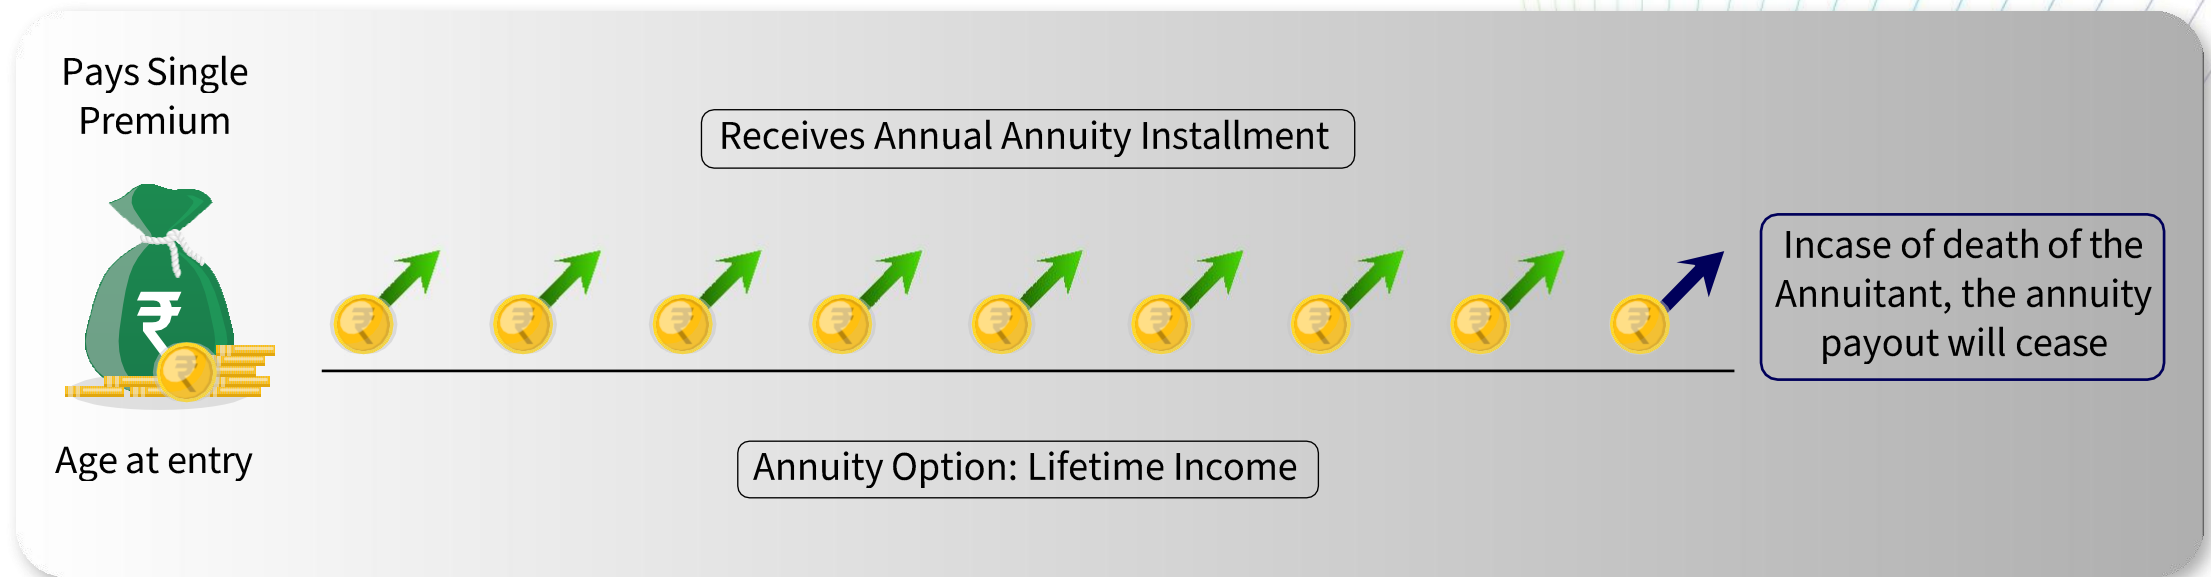 Pays Single
Premium
Receives Annual Annuity Installment
₹
Incase of death of the
Annuitant, the annuity
payout will cease
Age at entry
Annuity Option: Lifetime Income